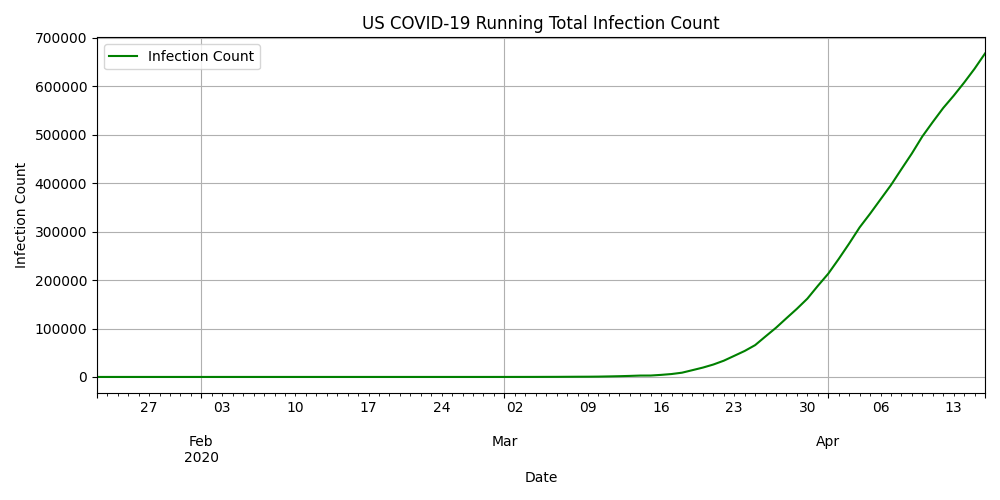 US COVID-19 Running Total Infection Count
Infection Count
700000
600000
500000
400000
300000
200000
100000
0
Infection Count
27 03 10 17 24 02 09 16 23 30 06 13
Feb Mar Apr
2020
Date